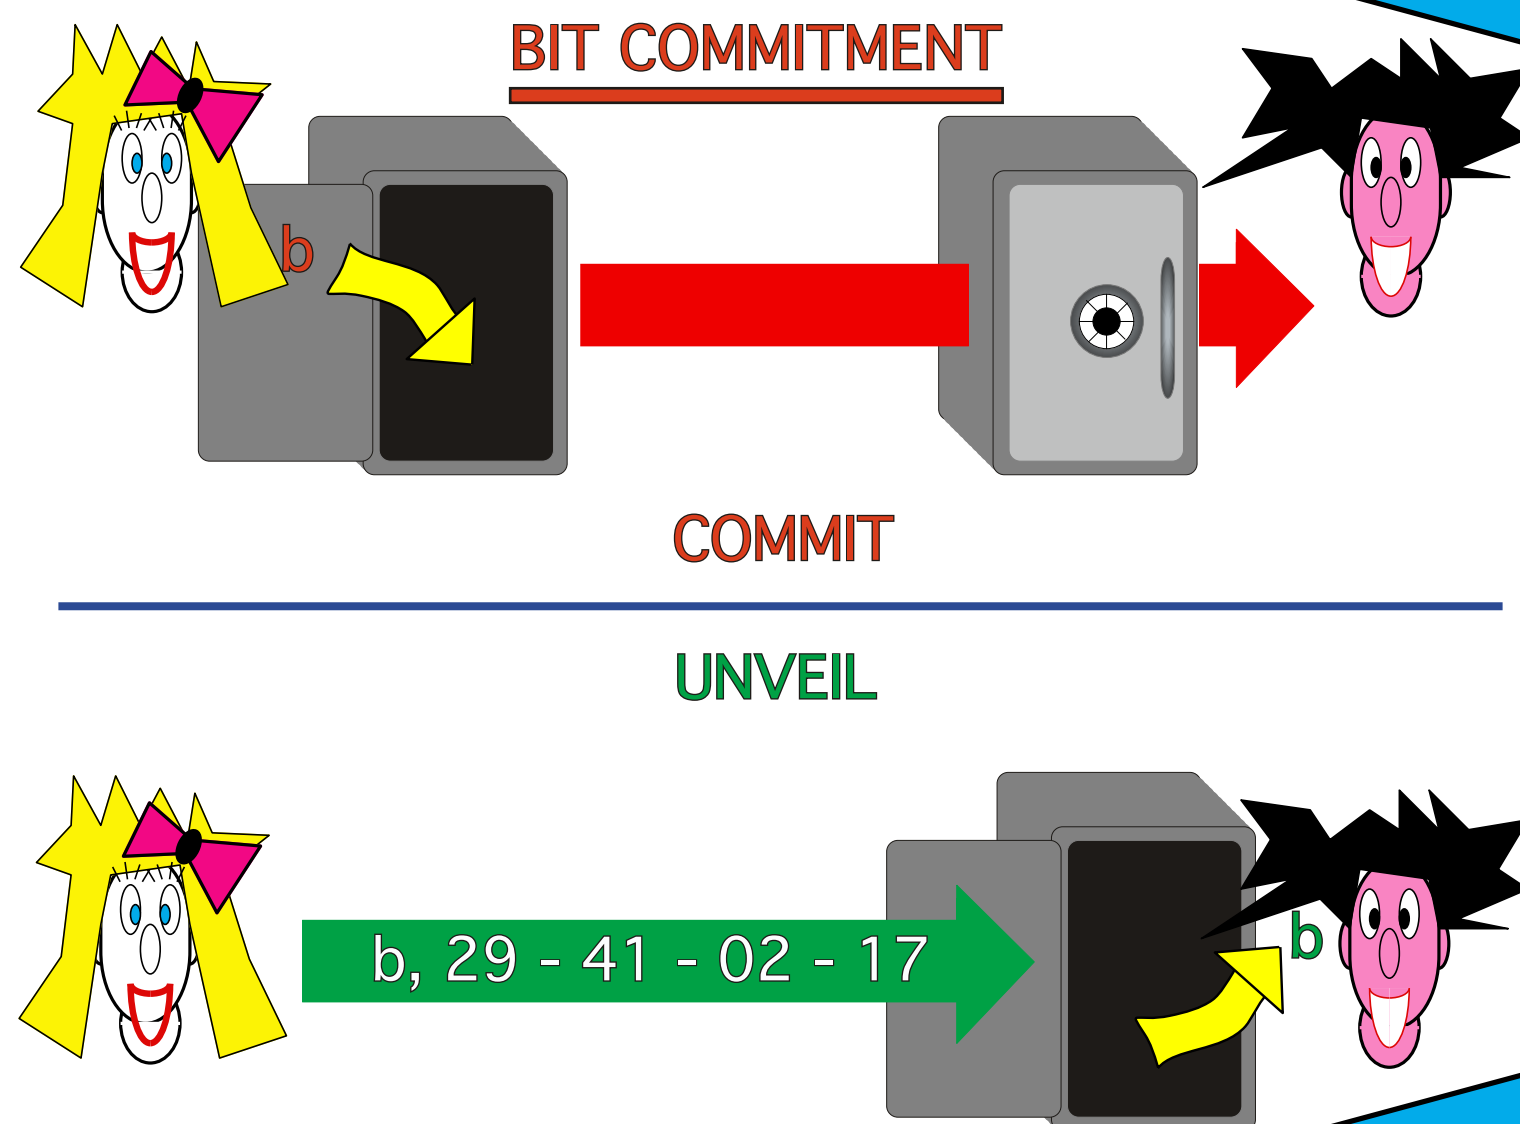 BIT COMMITMENT
b
COMMIT
UNVEIL
b, 29 - 41 - 02 - 17
b